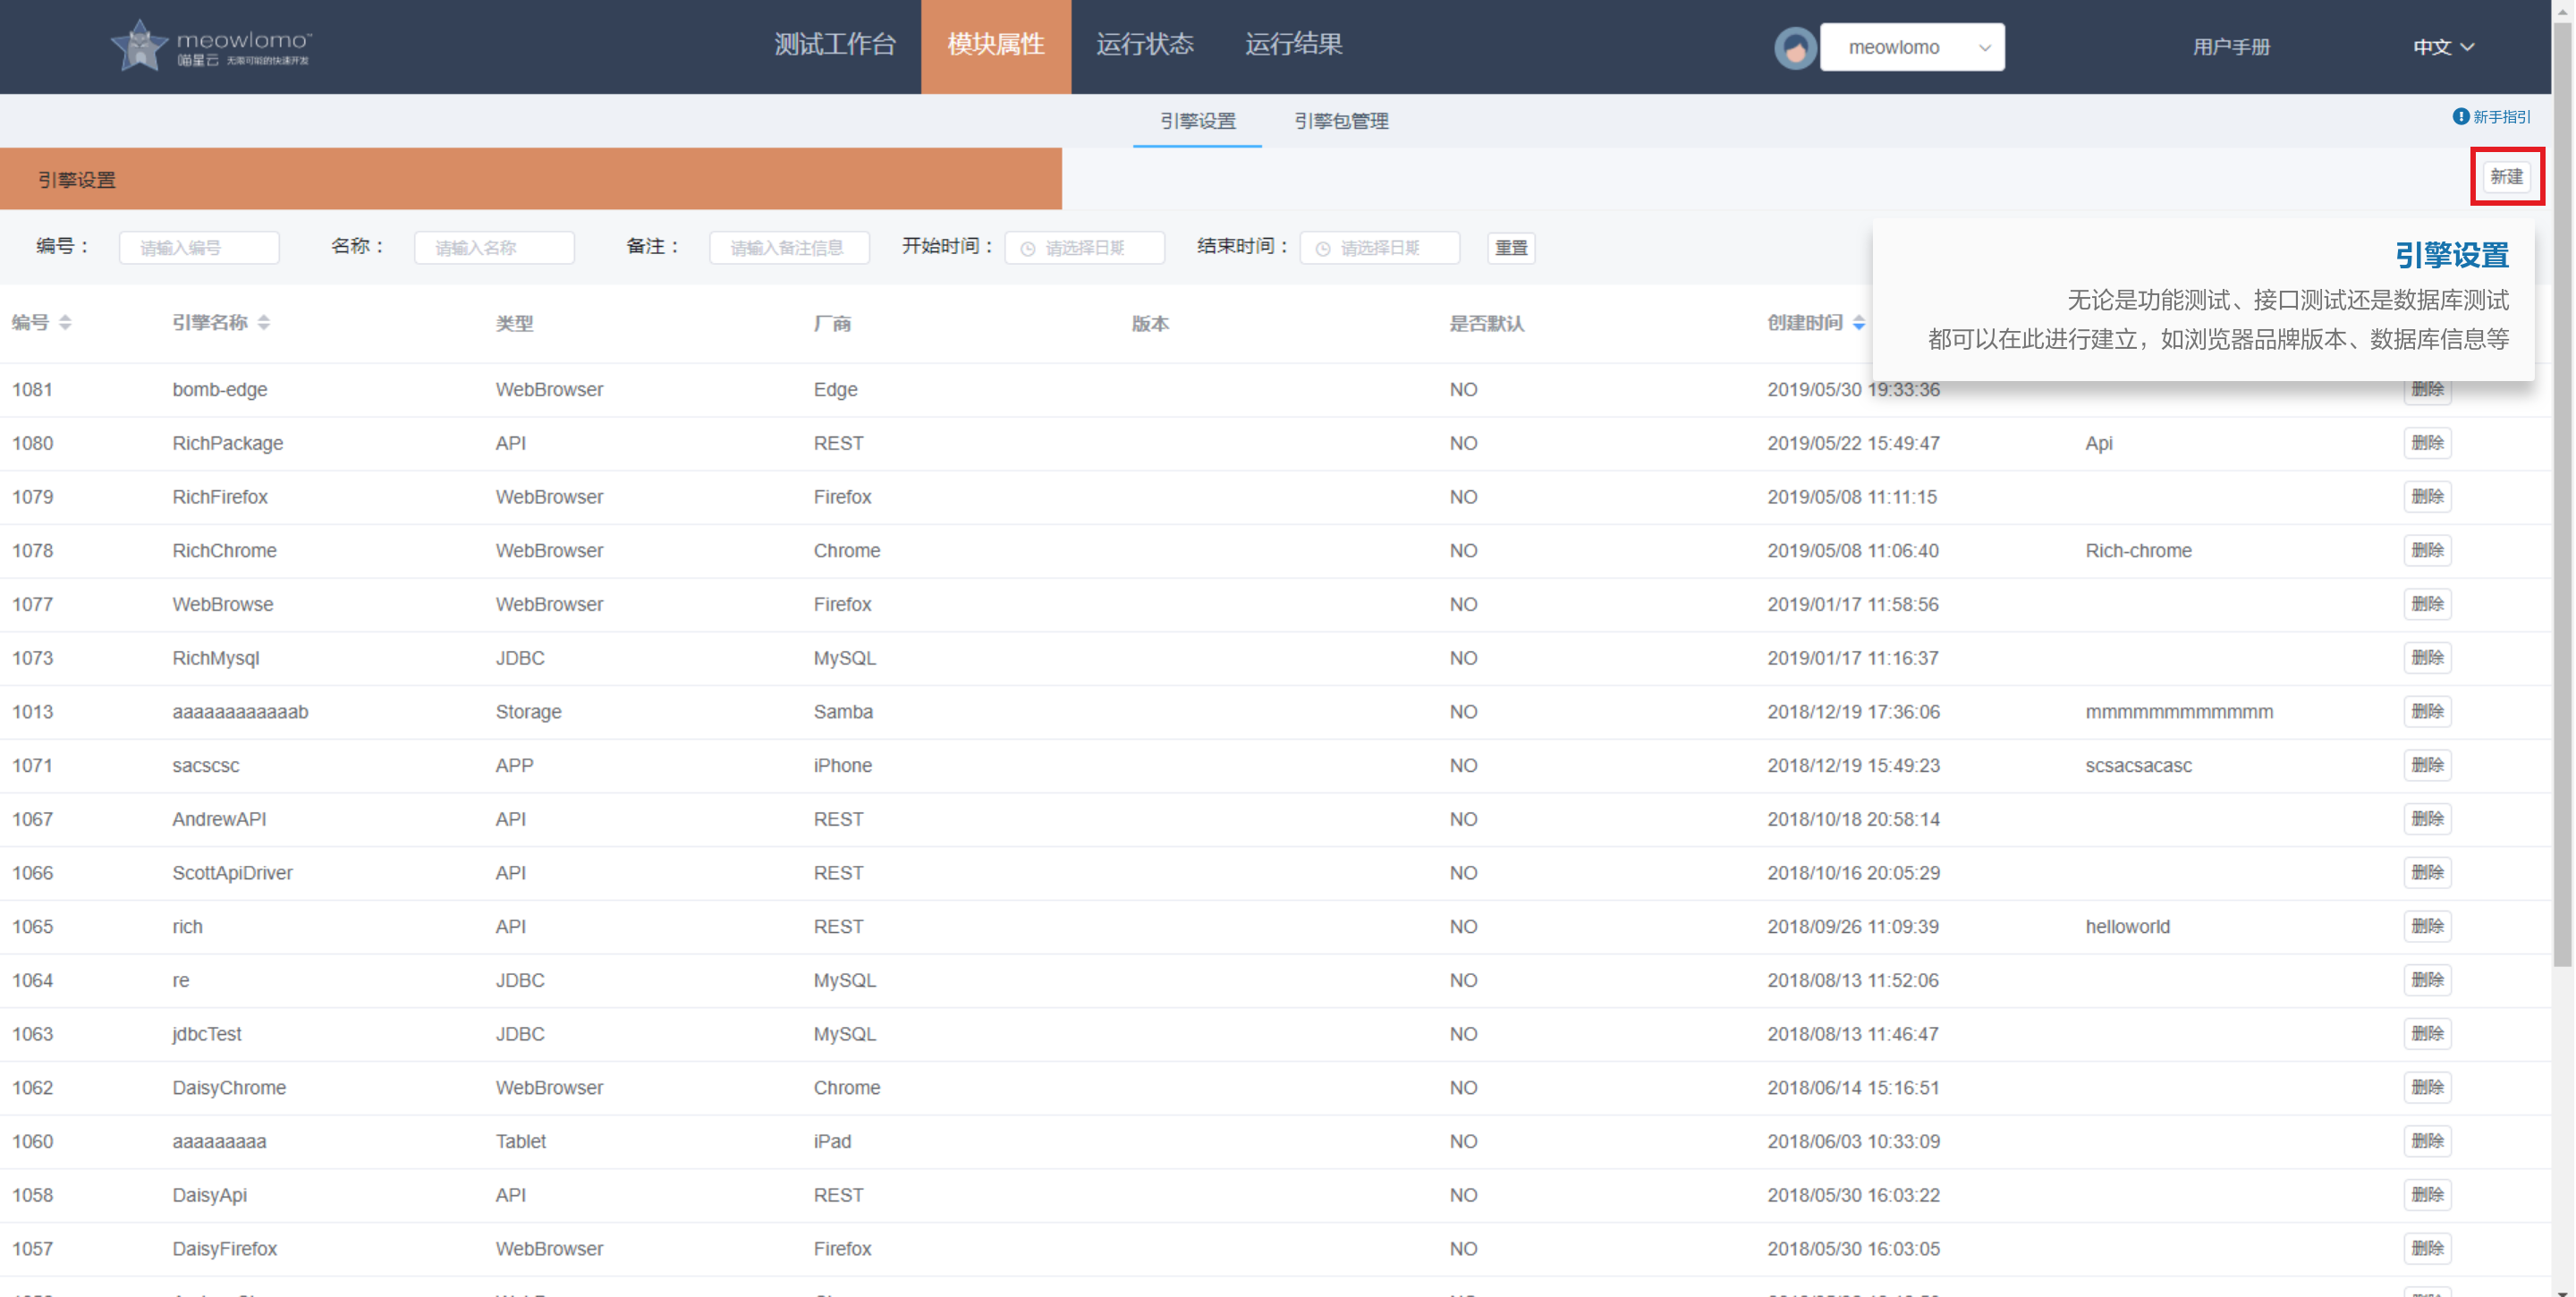 meowlomo™
喵星云 无限可能的快速开发
测试工作台 模块属性 运行状态 运行结果 meowlomo 用户手册 中文
引擎设置 引擎包管理 新手指引
引擎设置 新建
编号： 请输入编号 名称： 请输入名称 备注： 请输入备注信息 开始时间： 请选择日期 结束时间： 请选择日期 重置
引擎设置
无论是功能测试、接口测试还是数据库测试
都可以在此进行建立，如浏览器品牌版本、数据库信息等
编号 引擎名称 类型 厂商 版本 是否默认 创建时间
1081 bomb-edge WebBrowser Edge NO 2019/05/30 19:33:36 删除
1080 RichPackage API REST NO 2019/05/22 15:49:47 Api 删除
1079 RichFirefox WebBrowser Firefox NO 2019/05/08 11:11:15 删除
1078 RichChrome WebBrowser Chrome NO 2019/05/08 11:06:40 Rich-chrome 删除
1077 WebBrowse WebBrowser Firefox NO 2019/01/17 11:58:56 删除
1073 RichMysql JDBC MySQL NO 2019/01/17 11:16:37 删除
1013 aaaaaaaaaaaab Storage Samba NO 2018/12/19 17:36:06 mmmmmmmmmmmm 删除
1071 sacscsc APP iPhone NO 2018/12/19 15:49:23 scsacsacasc 删除
1067 AndrewAPI API REST NO 2018/10/18 20:58:14 删除
1066 ScottApiDriver API REST NO 2018/10/16 20:05:29 删除
1065 rich API REST NO 2018/09/26 11:09:39 helloworld 删除
1064 re JDBC MySQL NO 2018/08/13 11:52:06 删除
1063 jdbcTest JDBC MySQL NO 2018/08/13 11:46:47 删除
1062 DaisyChrome WebBrowser Chrome NO 2018/06/14 15:16:51 删除
1060 aaaaaaaaa Tablet iPad NO 2018/06/03 10:33:09 删除
1058 DaisyApi API REST NO 2018/05/30 16:03:22 删除
1057 DaisyFirefox WebBrowser Firefox NO 2018/05/30 16:03:05 删除